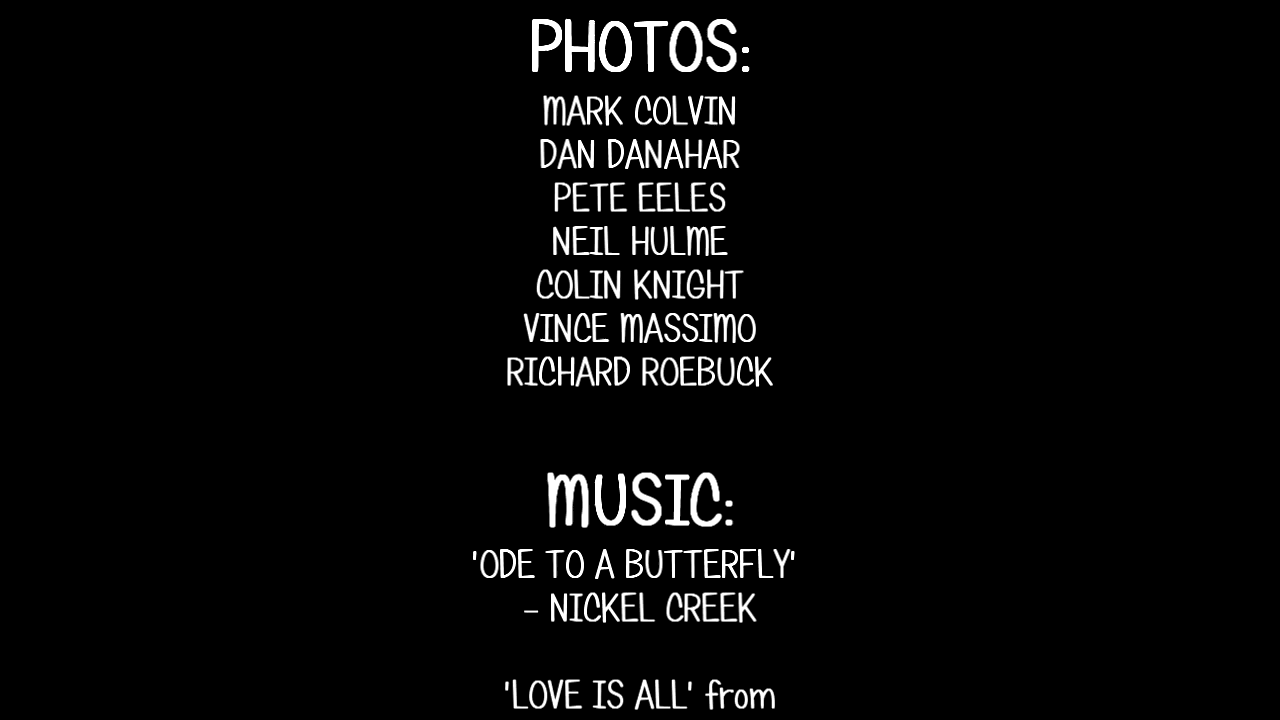 PHOTOS:
MARK COLVIN
DAN DANAHAR
PETE EELES
NEIL HULME
COLIN KNIGHT
VINCE MASSIMO
RICHARD ROEBUCK
MUSIC:
'ODE TO A BUTTERFLY'
– NICKEL CREEK
'LOVE IS ALL' from